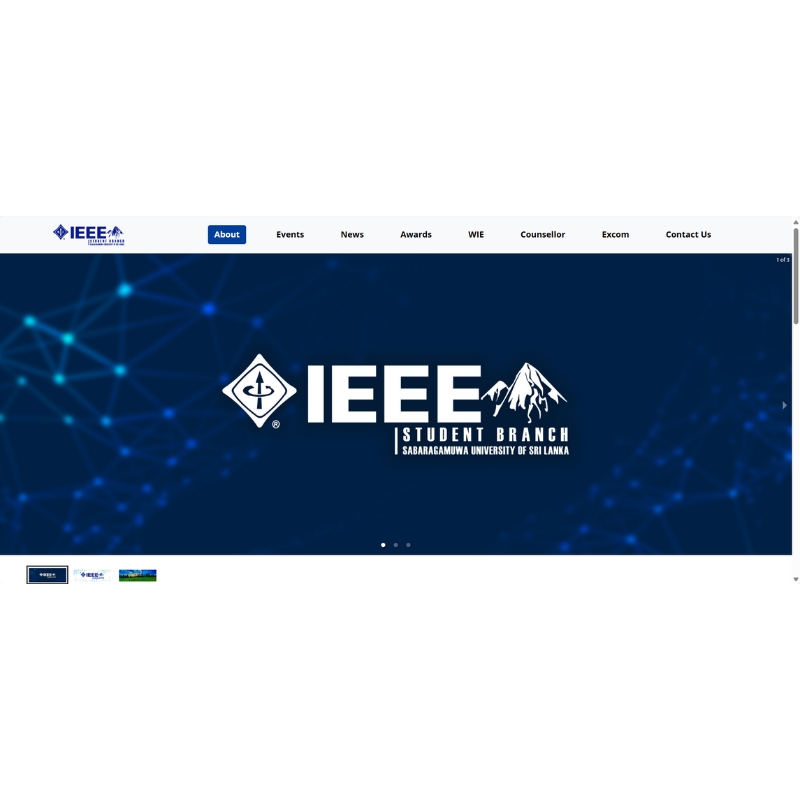 IEEE
STUDENT BRANCH
About Events News Awards WIE Counsellor Excom Contact Us
1 of 3
IEEE
®
STUDENT BRANCH
SABARAGAMUWA UNIVERSITY OF SRI LANKA
IEEE